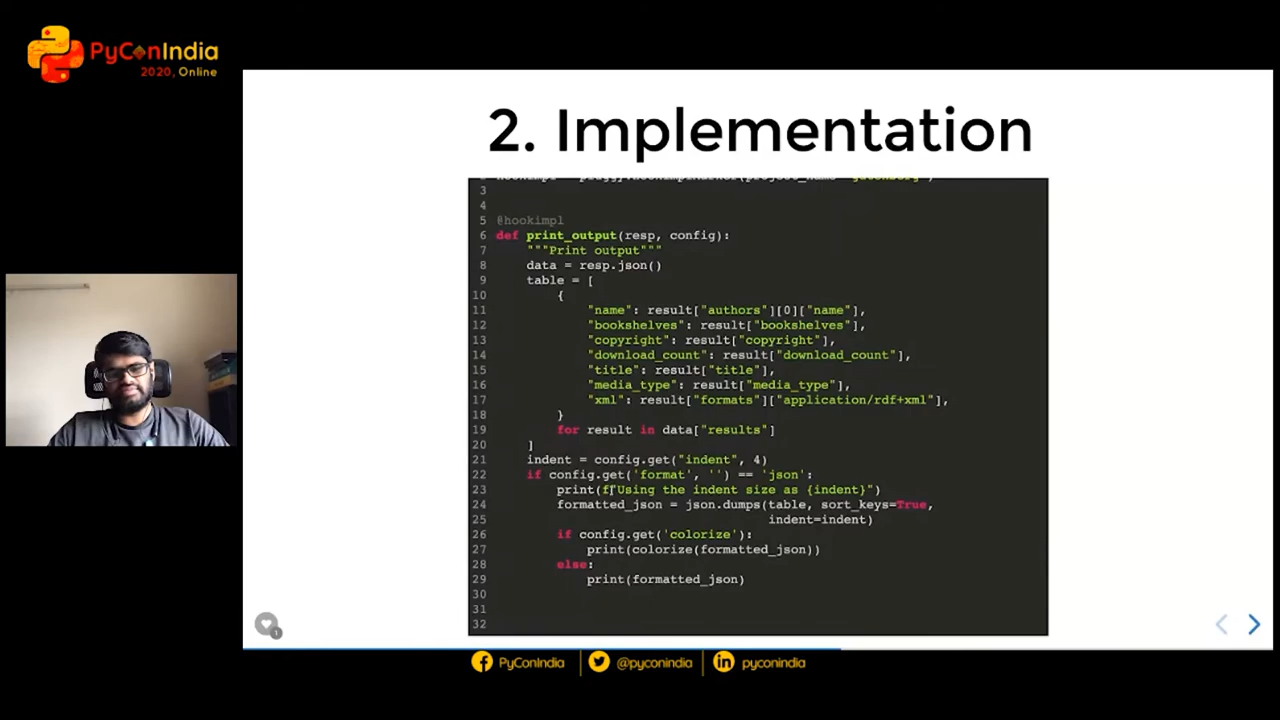 PyConIndia
2020, Online
2. Implementation
3
4
5 @hookimpl
6 def print_output(resp, config):
7 """Print output"""
8 data = resp.json()
9 table = [
10 {
11 "name": result["authors"][0]["name"],
12 "bookshelves": result["bookshelves"],
13 "copyright": result["copyright"],
14 "download_count": result["download_count"],
15 "title": result["title"],
16 "media_type": result["media_type"],
17 "xml": result["formats"]["application/rdf+xml"],
18 }
19 for result in data["results"]
20 ]
21 indent = config.get("indent", 4)
22 if config.get('format', '') == 'json':
23 print(f"Using the indent size as {indent}")
24 formatted_json = json.dumps(table, sort_keys=True,
25 indent=indent)
26 if config.get('colorize'):
27 print(colorize(formatted_json))
28 else:
29 print(formatted_json)
30
31
32
1
PyConIndia
@pyconindia
pyconindia